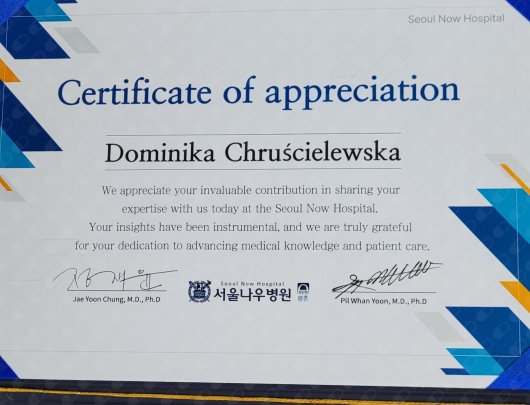 Seoul Now Hospital
Certificate of appreciation
Dominika Chruścielewska
We appreciate your invaluable contribution in sharing your
expertise with us today at the Seoul Now Hospital.
Your insights have been instrumental, and we are truly grateful
for your dedication to advancing medical knowledge and patient care.
Seoul Now Hospital
서울나우병원
평촌
Jae Yoon Chung, M.D., Ph.D
Pil Whan Yoon, M.D., Ph.D